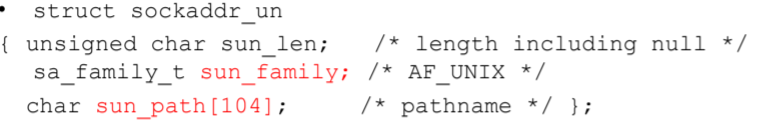 • struct sockaddr_un
{ unsigned char sun_len; /* length including null */
sa_family_t sun_family; /* AF_UNIX */
char sun_path[104]; /* pathname */ };